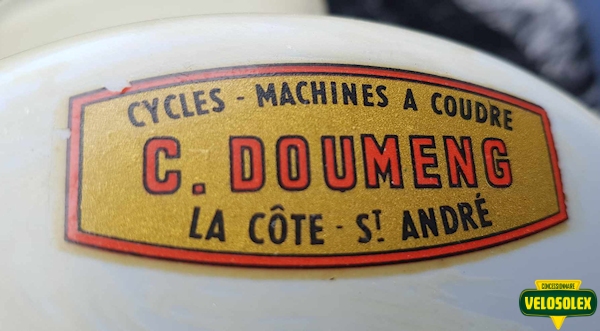 CYCLES - MACHINES A COUDRE
C. DOUMENG
LA CÔTE - ST ANDRÉ
CONCESSIONNAIRE
VELOSOLEX